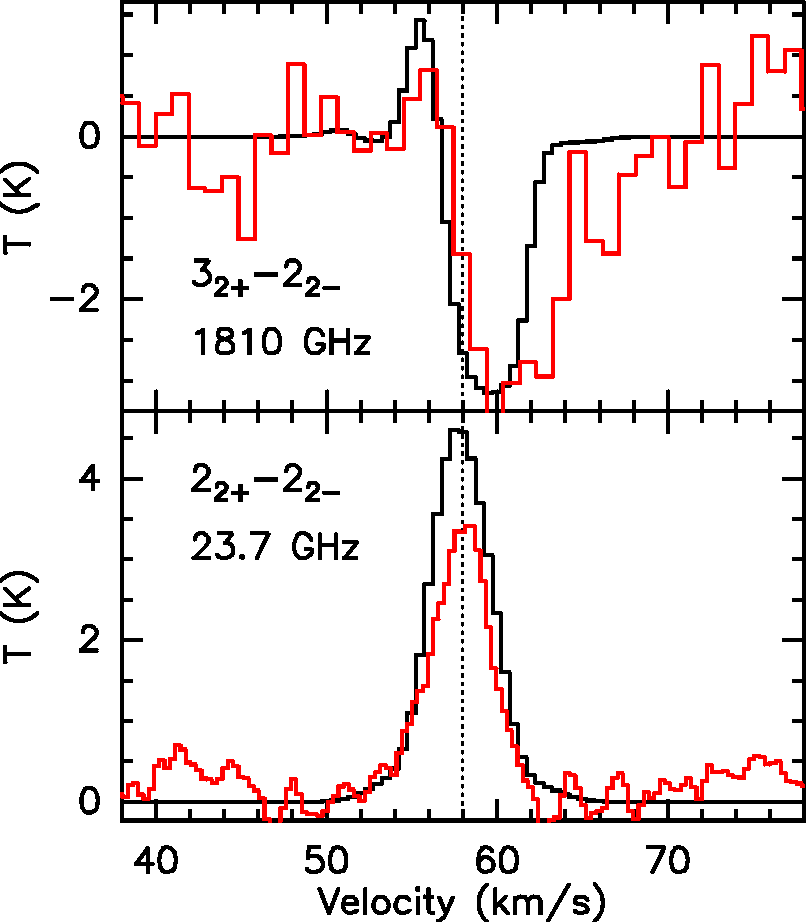 0
-2
T (K)
3₂₊-2₂₋
1810 GHz
4
2
0
T (K)
2₂₊-2₂₋
23.7 GHz
40 50 60 70
Velocity (km/s)